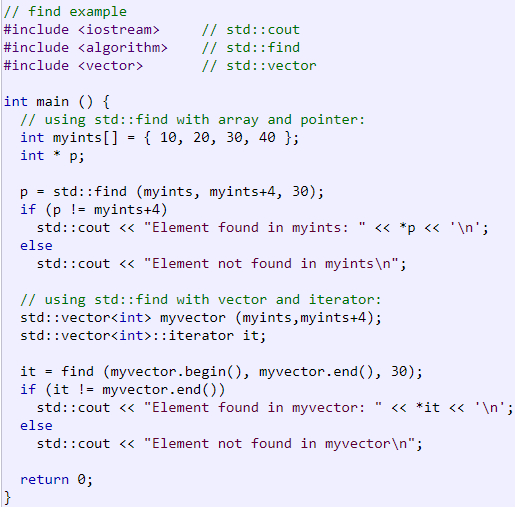 // find example
#include <iostream>     // std::cout
#include <algorithm>    // std::find
#include <vector>       // std::vector

int main () {
  // using std::find with array and pointer:
  int myints[] = { 10, 20, 30, 40 };
  int * p;

  p = std::find (myints, myints+4, 30);
  if (p != myints+4)
    std::cout << "Element found in myints: " << *p << '\n';
  else
    std::cout << "Element not found in myints\n";

  // using std::find with vector and iterator:
  std::vector<int> myvector (myints,myints+4);
  std::vector<int>::iterator it;

  it = find (myvector.begin(), myvector.end(), 30);
  if (it != myvector.end())
    std::cout << "Element found in myvector: " << *it << '\n';
  else
    std::cout << "Element not found in myvector\n";

  return 0;
}